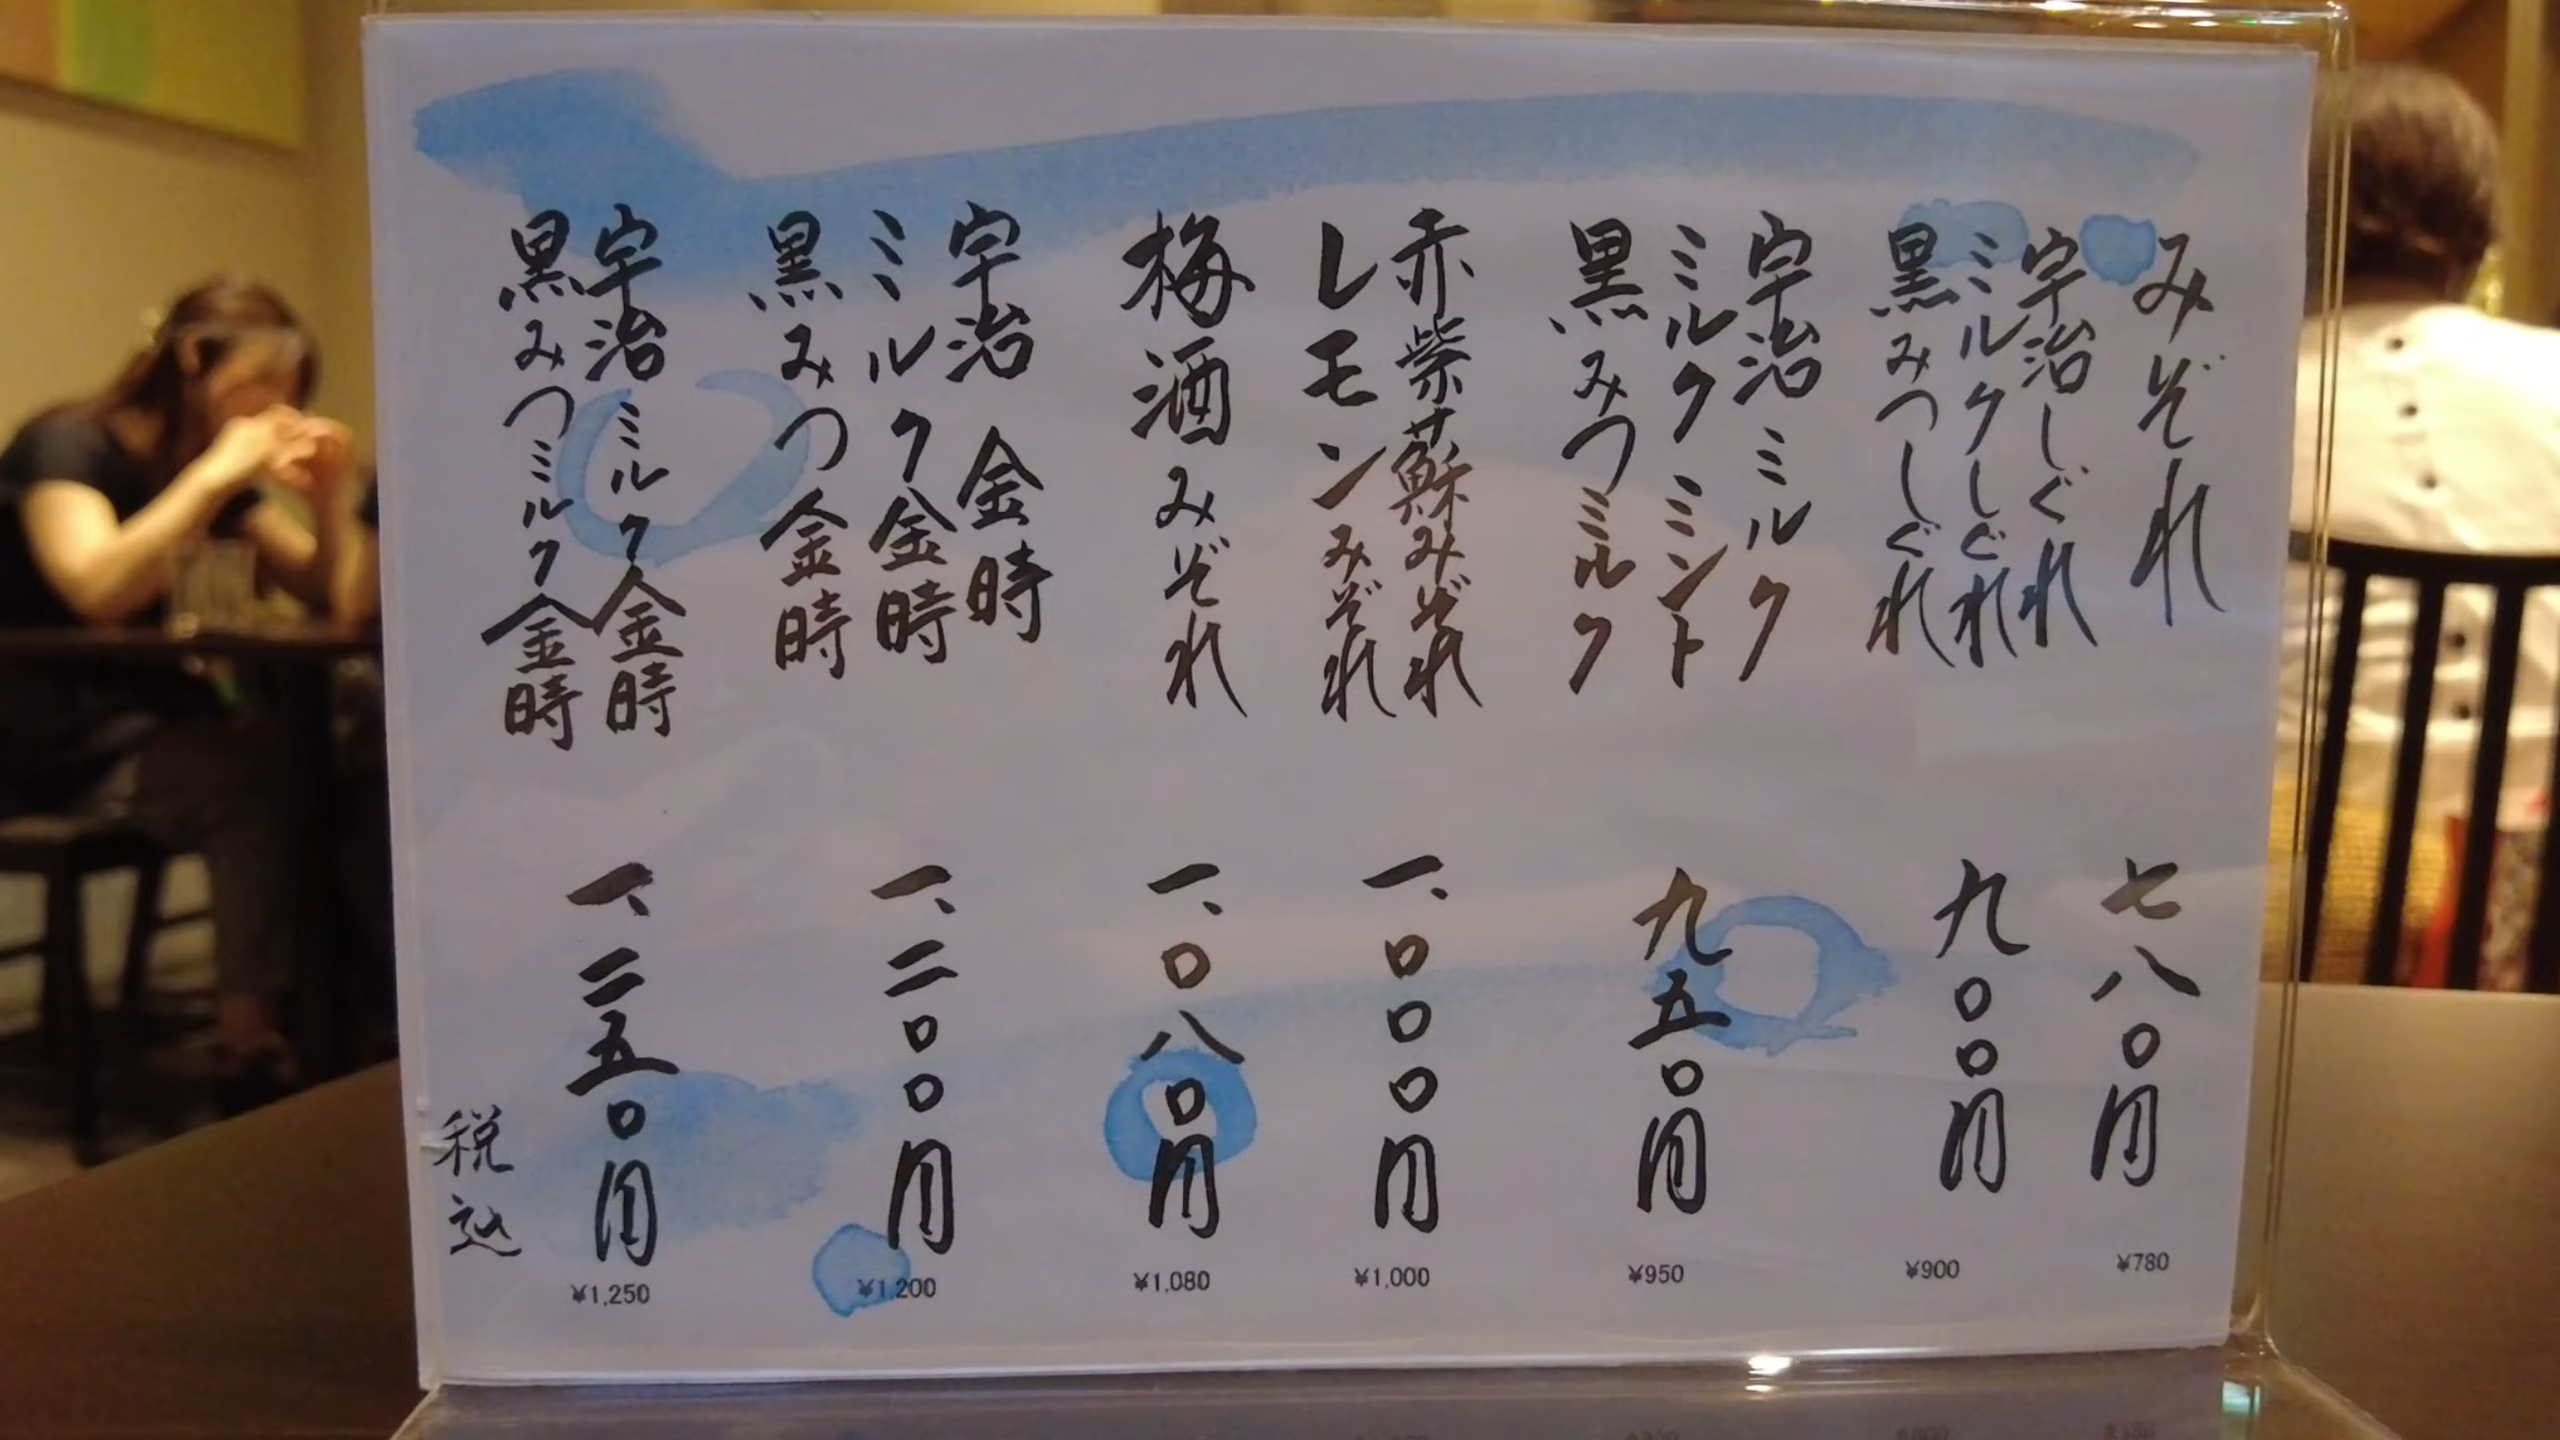 みぞれ
七八〇円
¥780
宇治しぐれ
ミルクしぐれ
黒みつしぐれ
九〇〇円
¥900
宇治ミルク
ミルクミント
黒みつミルク
九五〇円
¥950
赤紫蘇みぞれ
レモンみぞれ
一、〇〇〇円
¥1,000
梅酒みぞれ
一、〇八〇円
¥1,080
宇治金時
ミルク金時
黒みつ金時
一、二〇〇円
¥1,200
宇治ミルク金時
黒みつミルク金時
一、二五〇円
¥1,250
税込